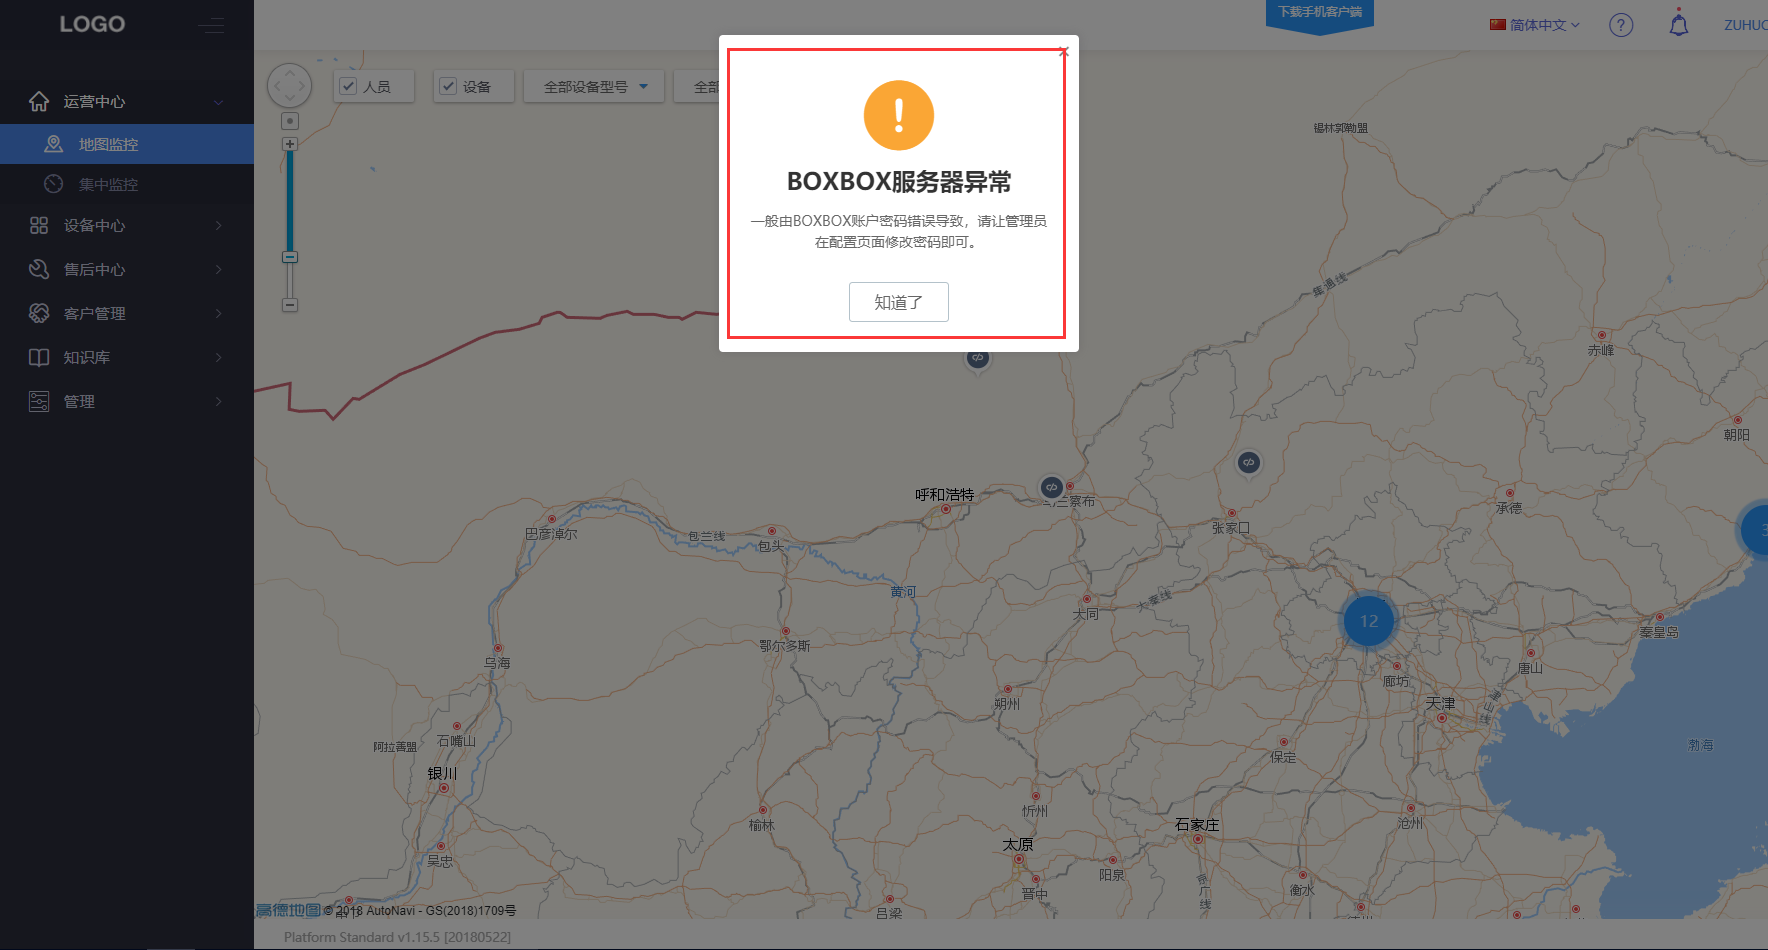 LOGO
下载手机客户端
简体中文
?
运营中心
地图监控
集中监控
设备中心
售后中心
客户管理
知识库
管理
人员
设备
全部设备型号
全部
BOXBOX服务器异常
一般由BOXBOX账户密码错误导致，请让管理员
在配置页面修改密码即可。
知道了
锡林郭勒盟
集通线
赤峰
朝阳
呼和浩特
兰察布
承德
巴彦淖尔
包兰线
包头
张家口
黄河
大秦线
大同
12
3
秦皇岛
鄂尔多斯
乌海
唐山
廊坊
朔州
天津
津山线
石嘴山
阿拉善盟
渤海
保定
银川
忻州
榆林
石家庄
沧州
太原
吴忠
阳泉
京广线
晋中
衡水
吕梁
高德地图 © 2018 AutoNavi - GS(2018)1709号
Platform Standard v1.15.5 [20180522]